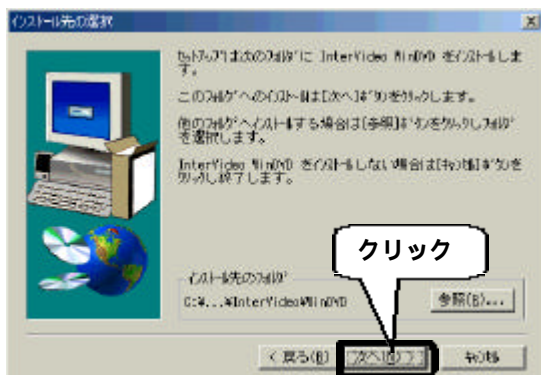 インストール先の選択
ｾｯﾄｱｯﾌﾟは次のﾌｫﾙﾀﾞに InterVideo WinDVD をｲﾝｽﾄｰﾙしま
す。
このﾌｫﾙﾀﾞへのｲﾝｽﾄｰﾙは[次へ]ﾎﾞﾀﾝをｸﾘｯｸします。
他のﾌｫﾙﾀﾞへｲﾝｽﾄｰﾙする場合は[参照]ﾎﾞﾀﾝをｸﾘｯｸしﾌｫﾙﾀﾞ
を選択します。
InterVideo WinDVD をｲﾝｽﾄｰﾙしない場合は[ｷｬﾝｾﾙ]ﾎﾞﾀﾝを
ｸﾘｯｸし終了します。
クリック
ｲﾝｽﾄｰﾙ先のﾌｫﾙﾀﾞ
C:¥...¥InterVideo¥WinDVD
参照(R)...
< 戻る(B)
次へ(N) >
ｷｬﾝｾﾙ